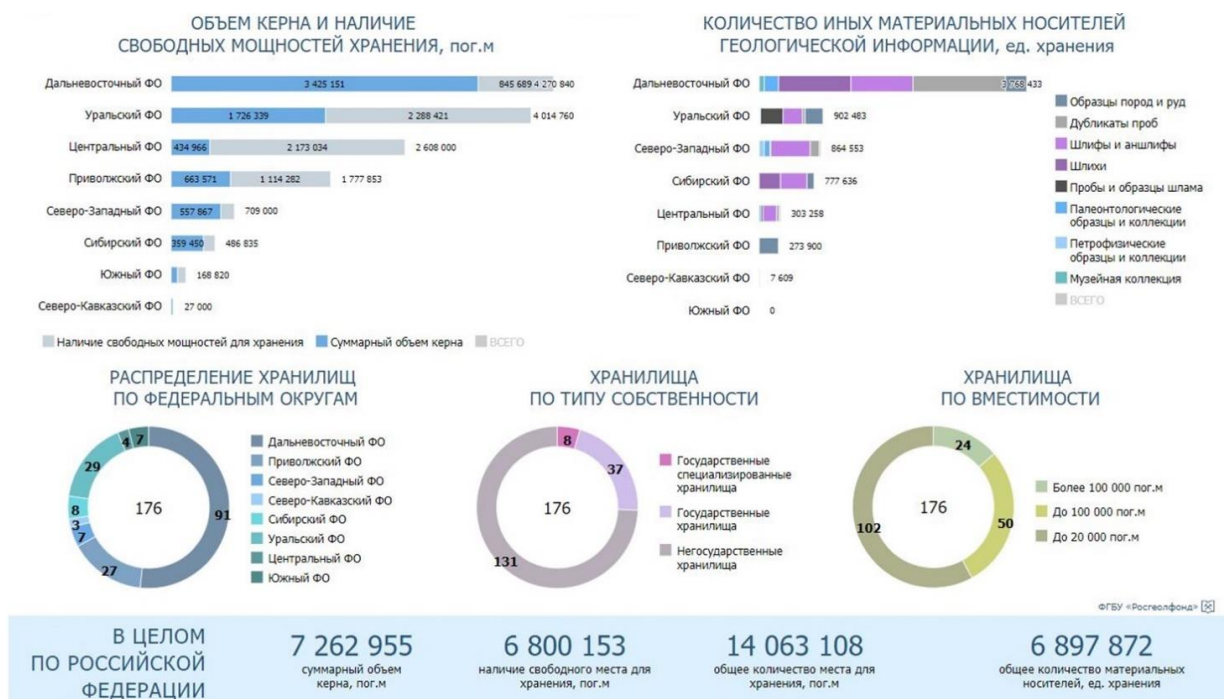 ОБЪЕМ КЕРНА И НАЛИЧИЕ
СВОБОДНЫХ МОЩНОСТЕЙ ХРАНЕНИЯ, пог.м
Дальневосточный ФО 3 425 151 845 689 4 270 840
Уральский ФО 1 726 339 2 288 421 4 014 760
Центральный ФО 434 966 2 173 034 2 608 000
Приволжский ФО 663 571 1 114 282 1 777 853
Северо-Западный ФО 557 867 709 000
Сибирский ФО 359 450 486 835
Южный ФО 168 820
Северо-Кавказский ФО 27 000
Наличие свободных мощностей для хранения Суммарный объем керна ВСЕГО
КОЛИЧЕСТВО ИНЫХ МАТЕРИАЛЬНЫХ НОСИТЕЛЕЙ
ГЕОЛОГИЧЕСКОЙ ИНФОРМАЦИИ, ед. хранения
Дальневосточный ФО 3 768 433
Уральский ФО 902 483
Северо-Западный ФО 864 553
Сибирский ФО 777 636
Центральный ФО 303 258
Приволжский ФО 273 900
Северо-Кавказский ФО 7 609
Южный ФО 0
Образцы пород и руд
Дубликаты проб
Шлифы и аншлифы
Шлихи
Пробы и образцы шлама
Палеонтологические
образцы и коллекции
Петрофизические
образцы и коллекции
Музейная коллекция
ВСЕГО
РАСПРЕДЕЛЕНИЕ ХРАНИЛИЩ
ПО ФЕДЕРАЛЬНЫМ ОКРУГАМ
4 7
29
8
3
7
27
91
176
Дальневосточный ФО
Приволжский ФО
Северо-Западный ФО
Северо-Кавказский ФО
Сибирский ФО
Уральский ФО
Центральный ФО
Южный ФО
ХРАНИЛИЩА
ПО ТИПУ СОБСТВЕННОСТИ
8
37
176
131
Государственные
специализированные
хранилища
Государственные
хранилища
Негосударственные
хранилища
ХРАНИЛИЩА
ПО ВМЕСТИМОСТИ
24
176
102
50
Более 100 000 пог.м
До 100 000 пог.м
До 20 000 пог.м
ФГБУ «Росгеолфонд»
В ЦЕЛОМ
ПО РОССИЙСКОЙ
ФЕДЕРАЦИИ
7 262 955
суммарный объем
керна, пог.м
6 800 153
наличие свободного места для
хранения, пог.м
14 063 108
общее количество места для
хранения, пог.м
6 897 872
общее количество материальных
носителей, ед. хранения